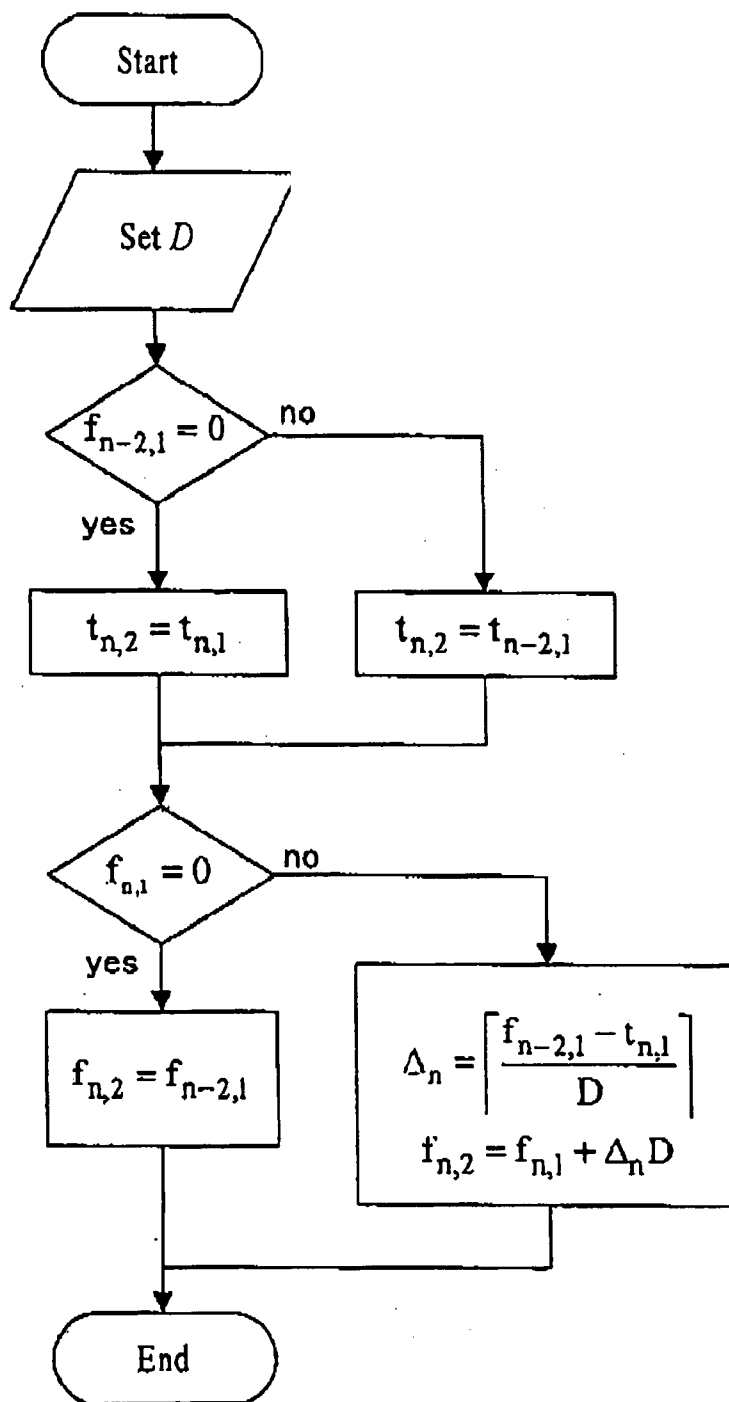 Start
Set D
f_{n-2,1} = 0
no
yes
t_{n,2} = t_{n,1}
t_{n,2} = t_{n-2,1}
f_{n,1} = 0
no
yes
f_{n,2} = f_{n-2,1}
Δ_n = ⌈(f_{n-2,1} − t_{n,1}) / D⌉
f_{n,2} = f_{n,1} + Δ_n D
End